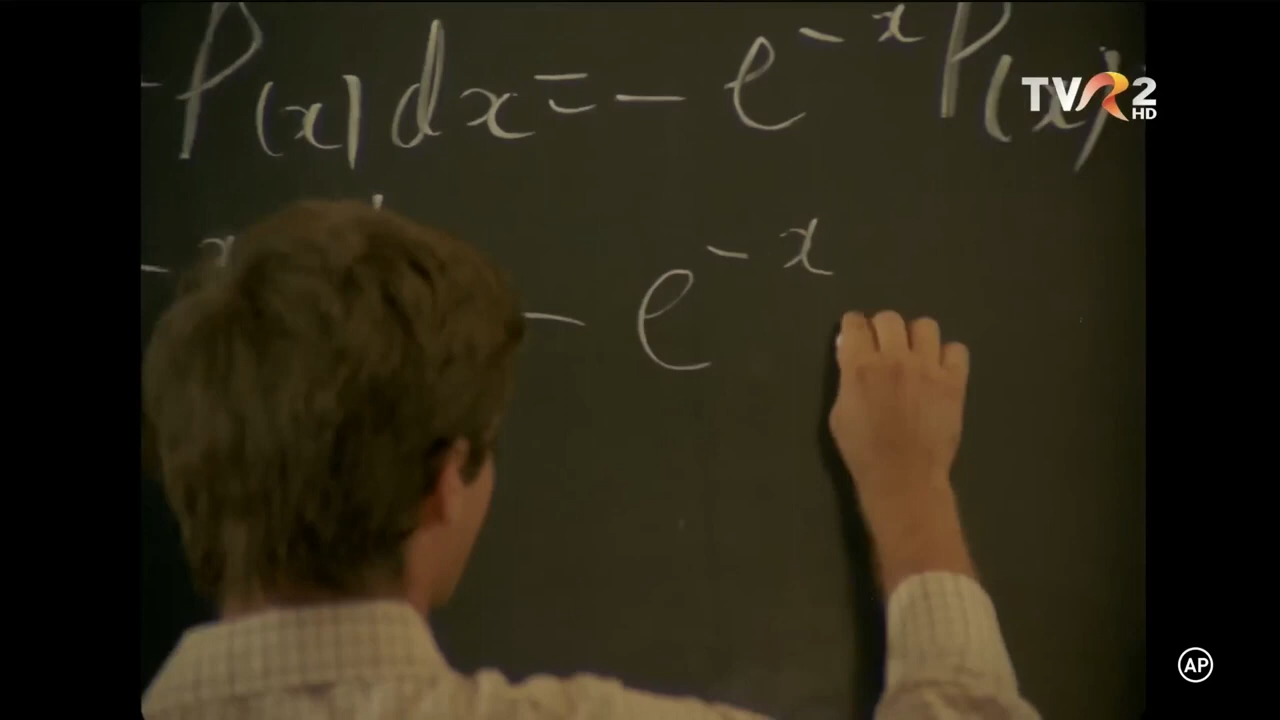 - P(x) dx = - e^{-x} P(x)
TVR2 HD
- x
- e^{-x}
AP